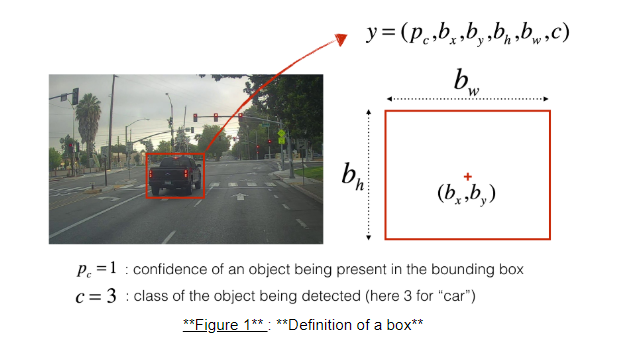 y = (p_c, b_x, b_y, b_h, b_w, c)
b_w
b_h
(b_x, b_y)
p_c = 1 : confidence of an object being present in the bounding box
c = 3 : class of the object being detected (here 3 for “car”)
**Figure 1** : **Definition of a box**